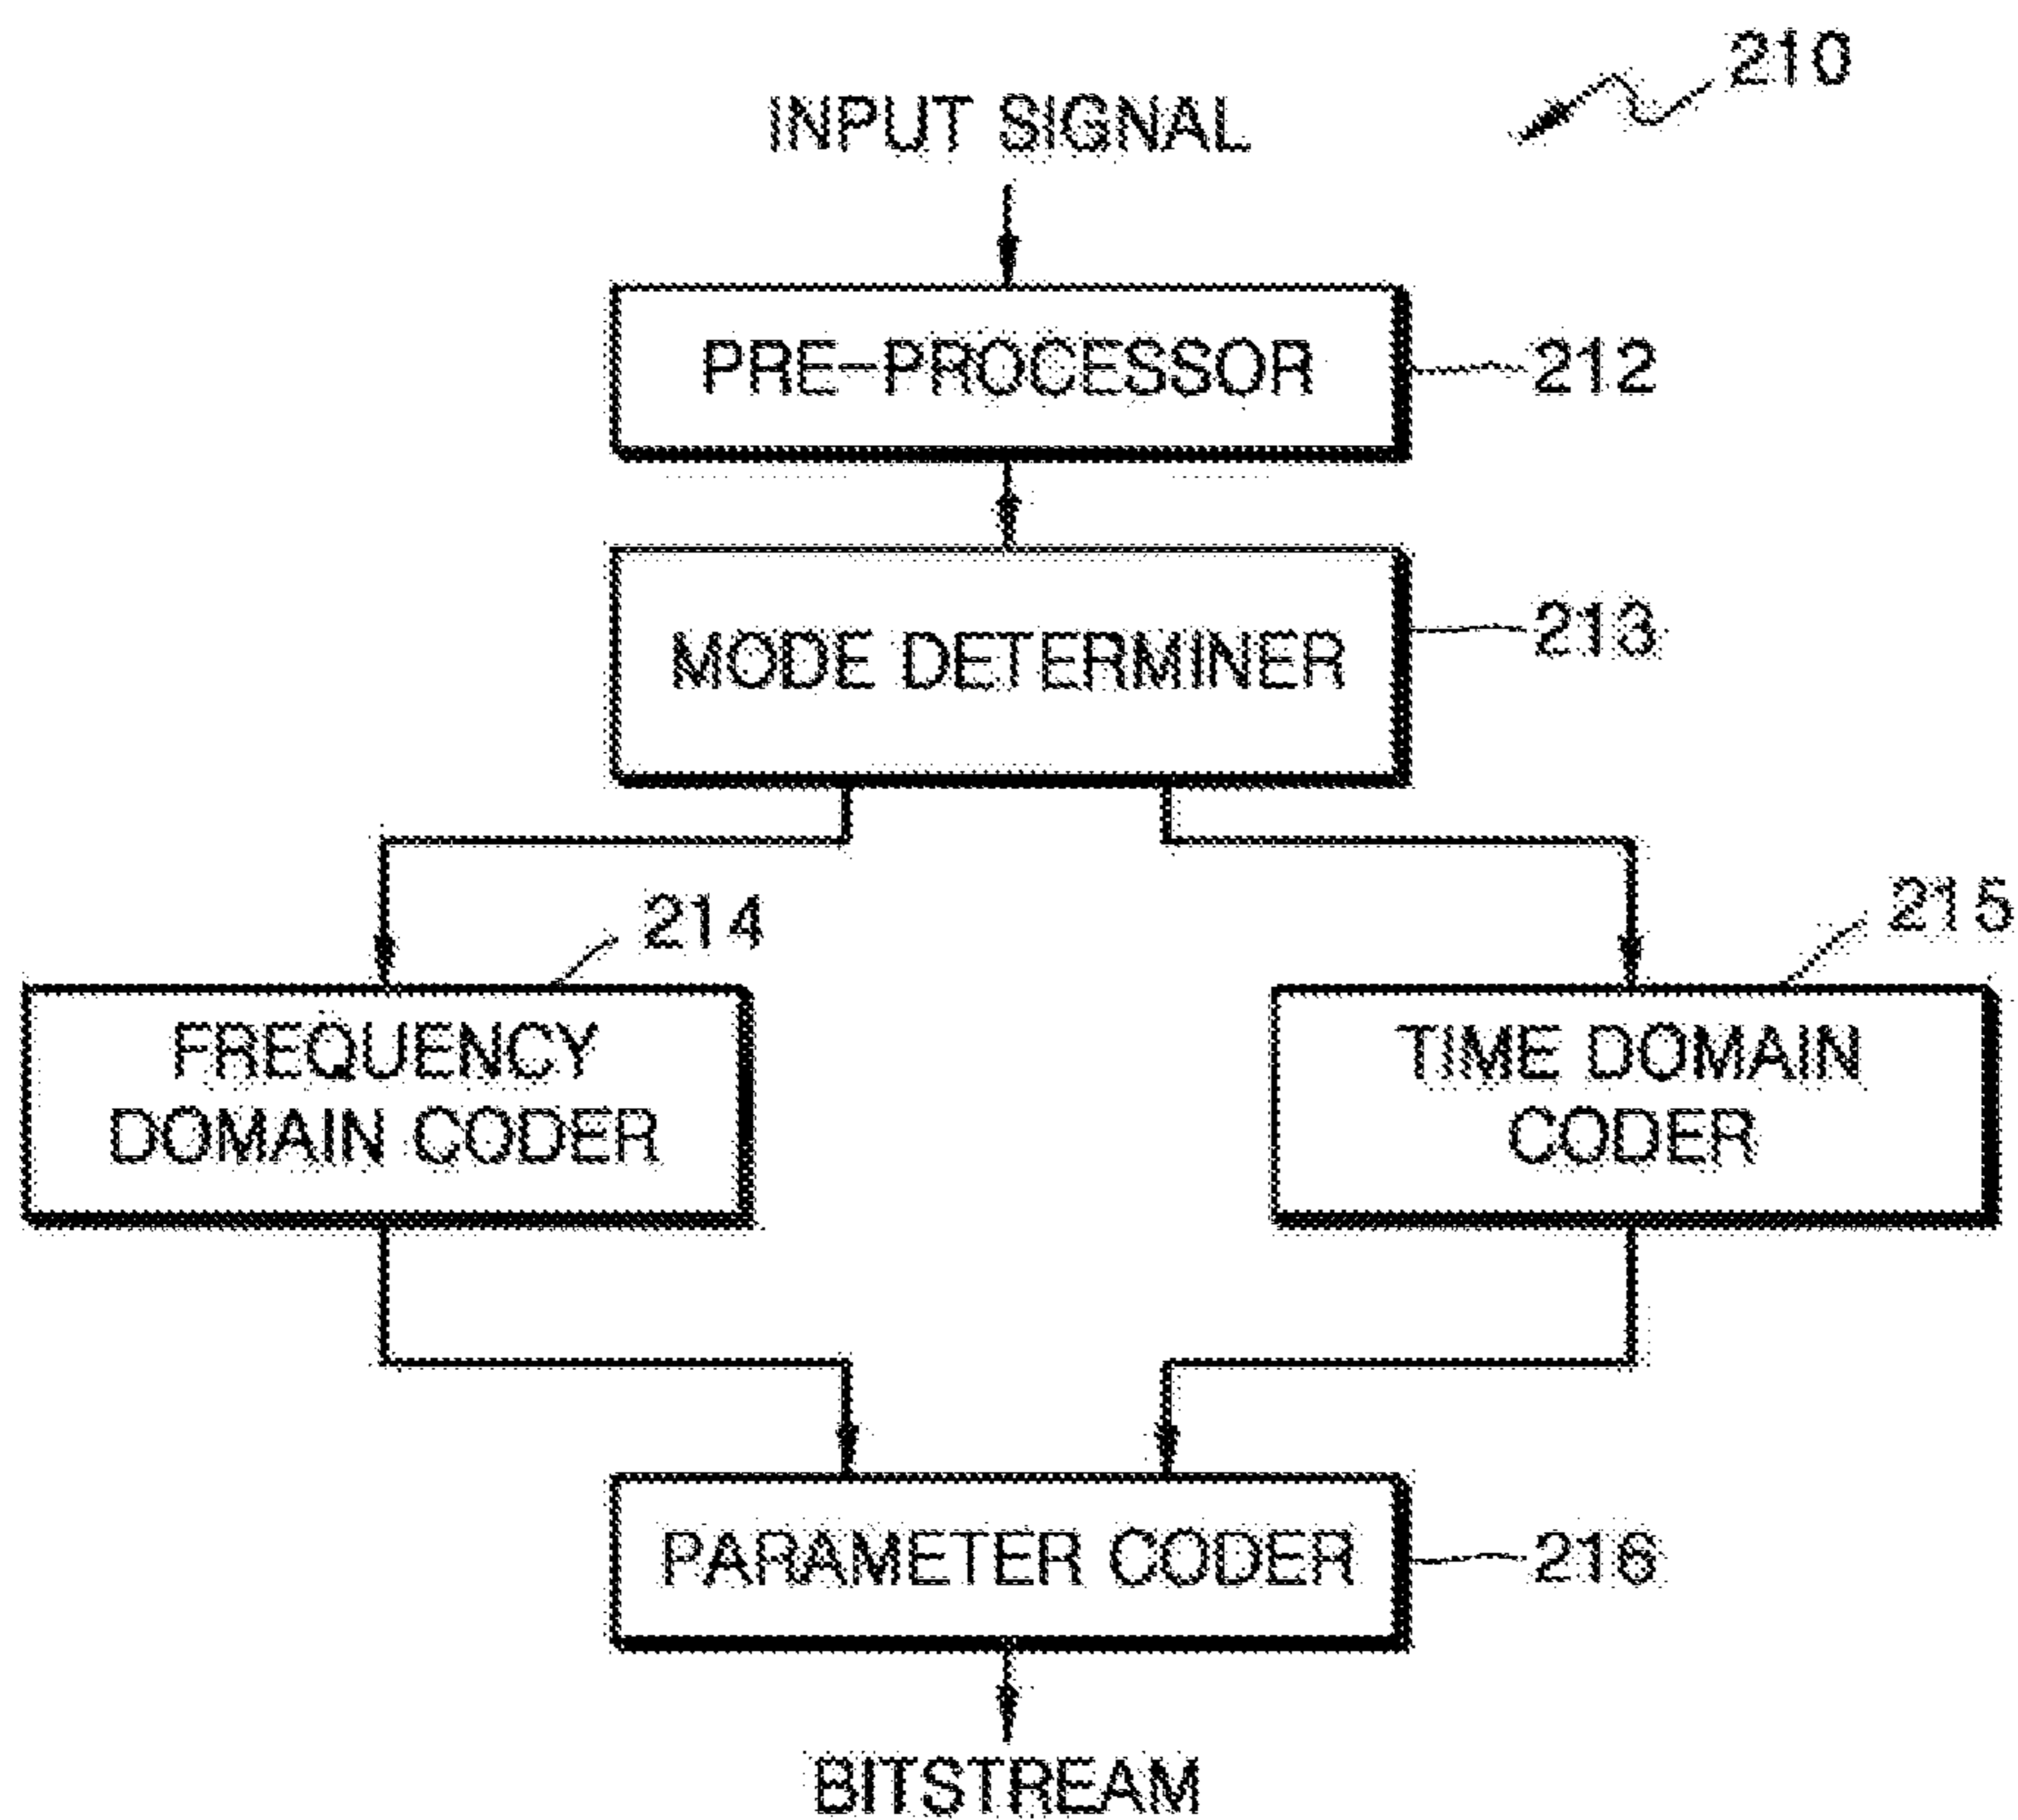 210
INPUT SIGNAL
PRE-PROCESSOR
212
MODE DETERMINER
213
214
215
FREQUENCY
DOMAIN CODER
TIME DOMAIN
CODER
PARAMETER CODER
216
BITSTREAM